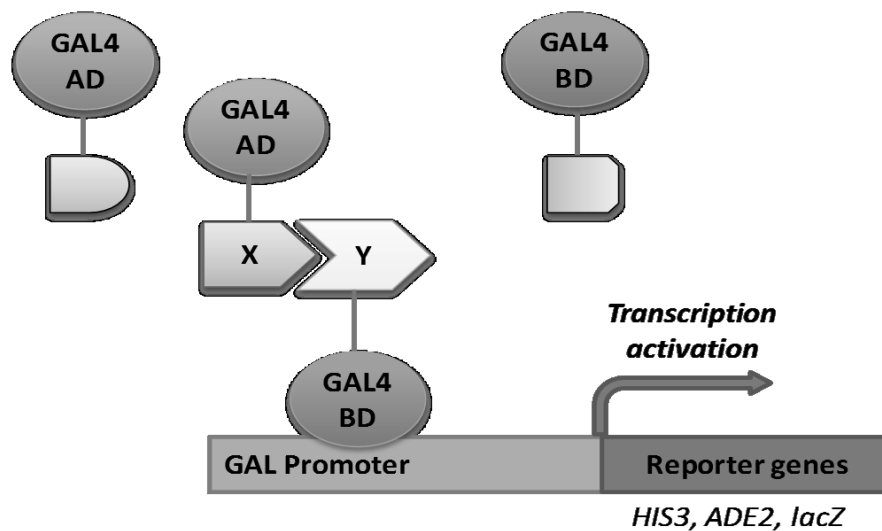 GAL4
AD
GAL4
BD
GAL4
AD
X
Y
Transcription
activation
GAL4
BD
GAL Promoter
Reporter genes
HIS3, ADE2, lacZ